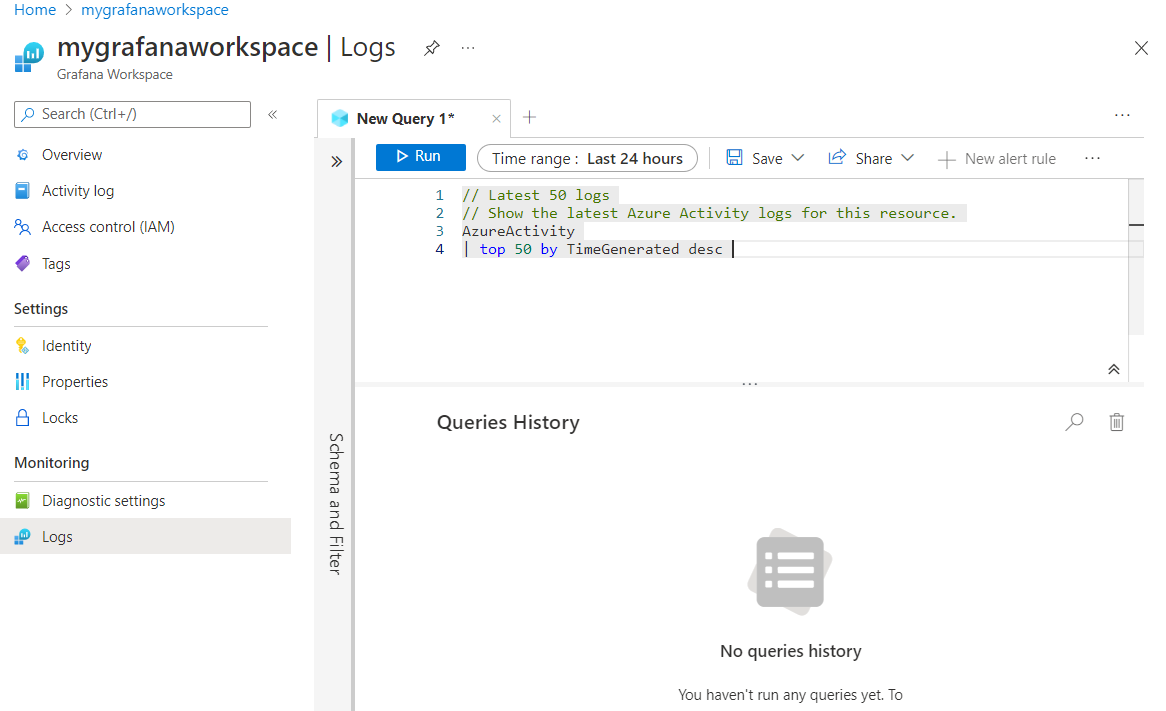 Home > mygrafanaworkspace
mygrafanaworkspace | Logs ...
Grafana Workspace
Search (Ctrl+/)
Overview
Activity log
Access control (IAM)
Tags
Settings
Identity
Properties
Locks
Monitoring
Diagnostic settings
Logs
New Query 1*
Run
Time range : Last 24 hours
Save
Share
New alert rule
...
1 // Latest 50 logs
2 // Show the latest Azure Activity logs for this resource.
3 AzureActivity
4 | top 50 by TimeGenerated desc
Schema and Filter
Queries History
No queries history
You haven't run any queries yet. To